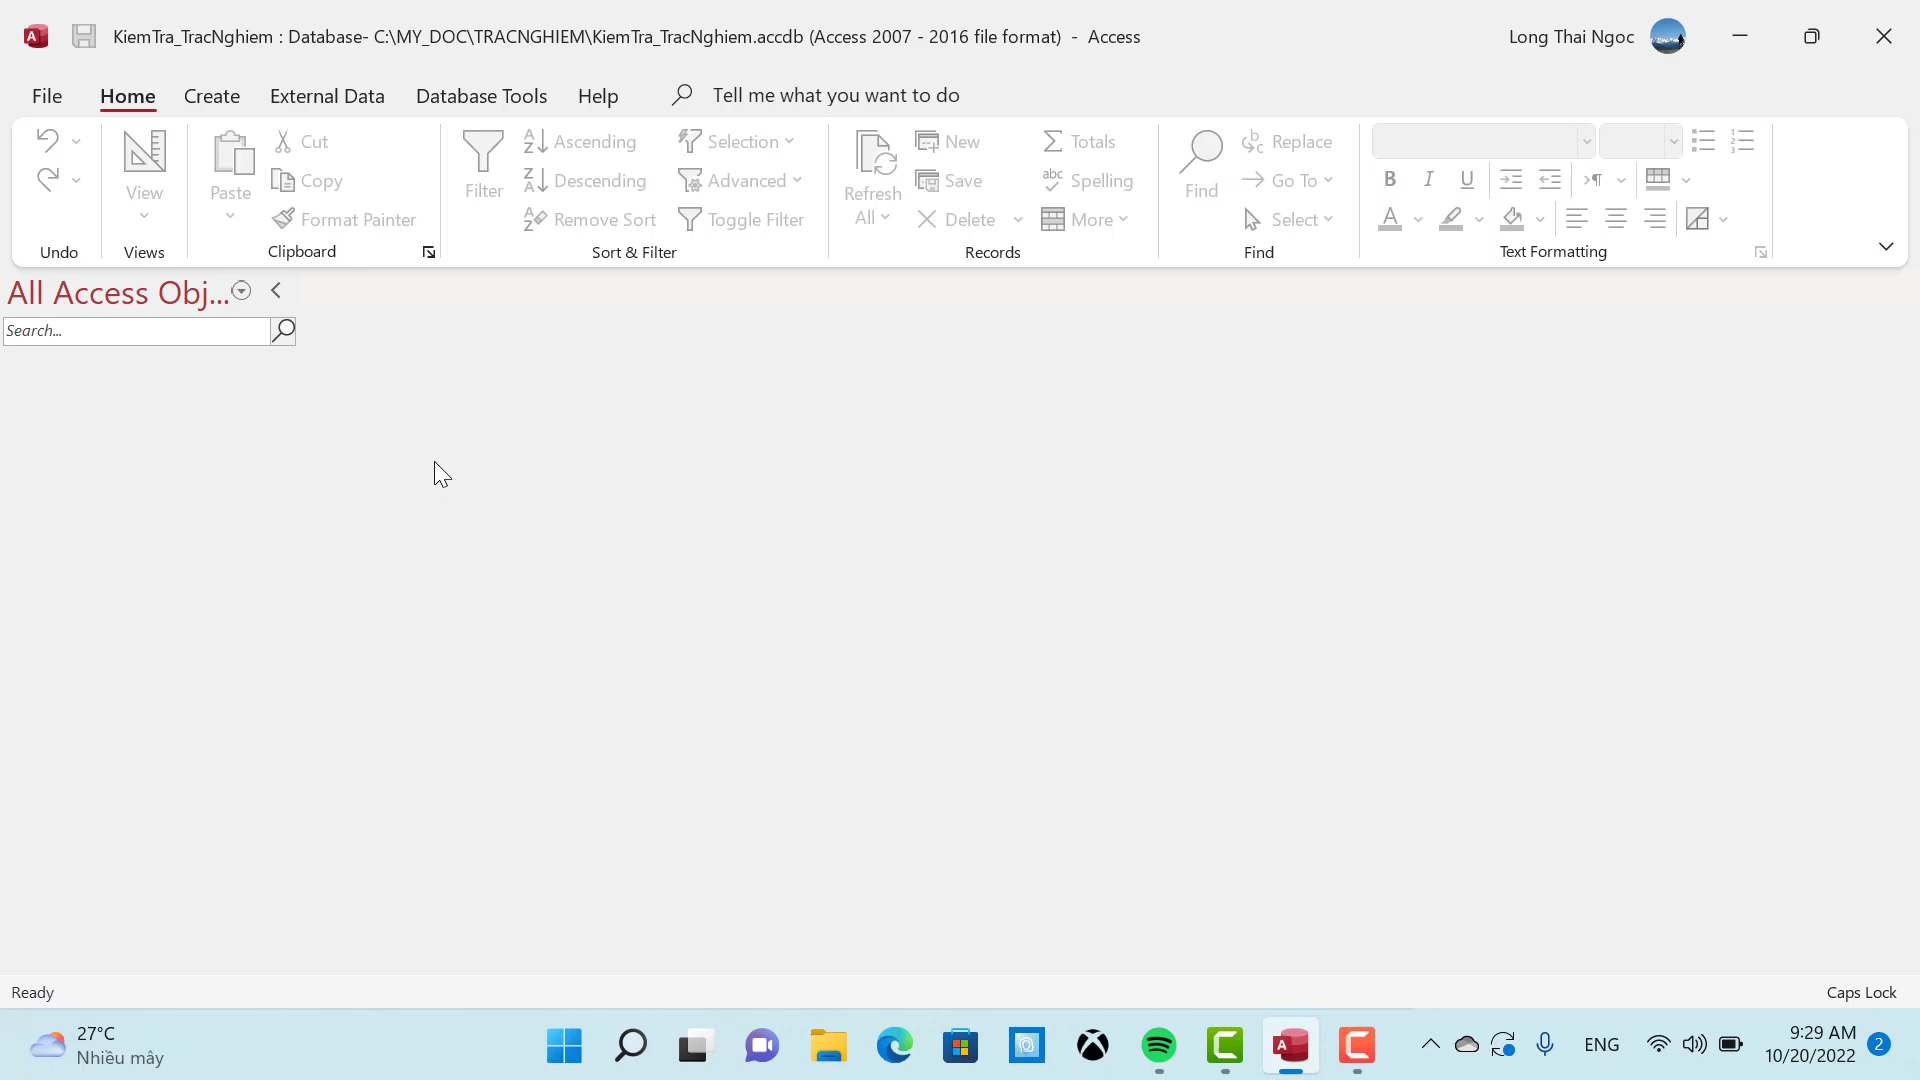 KiemTra_TracNghiem : Database- C:\MY_DOC\TRACNGHIEM\KiemTra_TracNghiem.accdb (Access 2007 - 2016 file format) - Access
Long Thai Ngoc
File Home Create External Data Database Tools Help Tell me what you want to do
View
Undo
Views
Paste
Cut
Copy
Format Painter
Clipboard
Filter
Ascending
Descending
Remove Sort
Selection
Advanced
Toggle Filter
Sort & Filter
Refresh
All
New
Save
Delete
Totals
Spelling
More
Records
Find
Replace
Go To
Select
Find
B I U
A
Text Formatting
All Access Obj...
Search...
Ready
Caps Lock
27°C
Nhiều mây
ENG
9:29 AM
10/20/2022
2